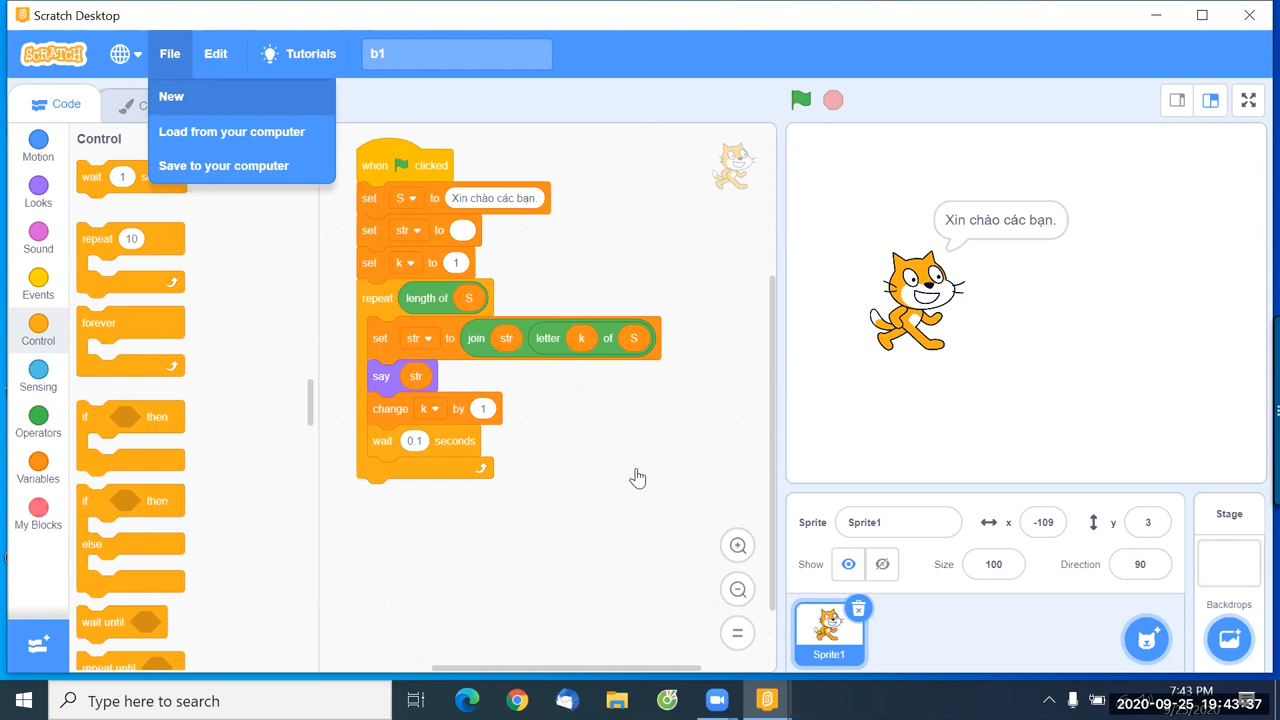 Scratch Desktop
SCRATCH
File
Edit
Tutorials
b1
New
Load from your computer
Save to your computer
Code
Motion
Looks
Sound
Events
Control
Sensing
Operators
Variables
My Blocks
Control
wait 1
repeat 10
forever
if then
if then
else
wait until
repeat until
when clicked
set S to Xin chào các bạn.
set str to
set k to 1
repeat length of S
set str to join str letter k of S
say str
change k by 1
wait 0.1 seconds
Xin chào các bạn.
Sprite Sprite1 x -109 y 3
Show Size 100 Direction 90
Sprite1
Stage
Backdrops
Type here to search
7:43 PM
2020-09-25 19:43:37